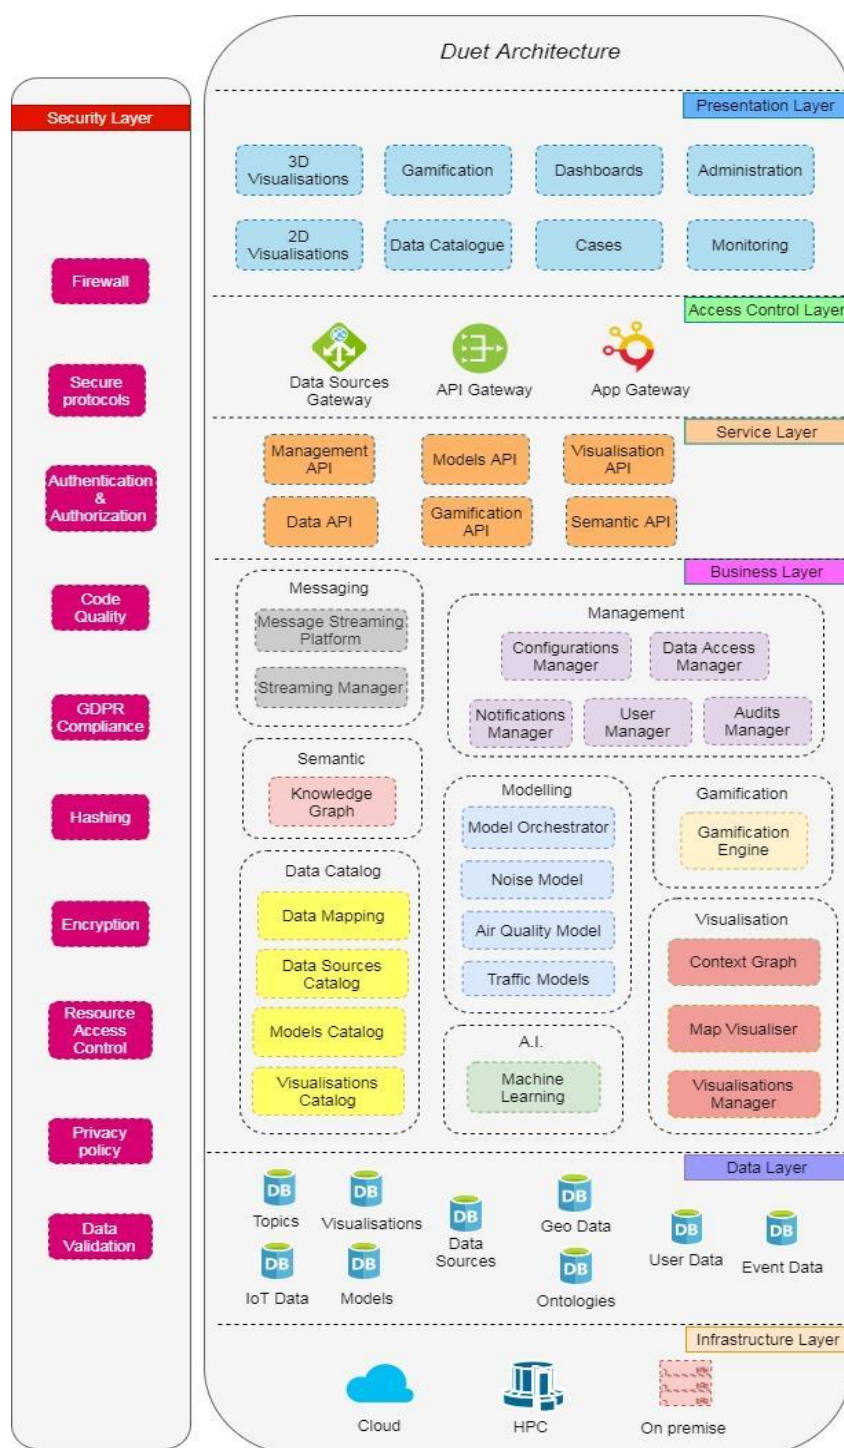 Duet Architecture
Security Layer
Firewall
Secure
protocols
Authentication
&
Authorization
Code
Quality
GDPR
Compliance
Hashing
Encryption
Resource
Access
Control
Privacy
policy
Data
Validation
Presentation Layer
3D
Visualisations
Gamification
Dashboards
Administration
2D
Visualisations
Data Catalogue
Cases
Monitoring
Access Control Layer
Data Sources
Gateway
API Gateway
App Gateway
Service Layer
Management
API
Models API
Visualisation
API
Data API
Gamification
API
Semantic API
Business Layer
Messaging
Message Streaming
Platform
Streaming Manager
Management
Configurations
Manager
Data Access
Manager
Notifications
Manager
User
Manager
Audits
Manager
Semantic
Knowledge
Graph
Modelling
Model Orchestrator
Noise Model
Air Quality Model
Traffic Models
Gamification
Gamification
Engine
Data Catalog
Data Mapping
Data Sources
Catalog
Models Catalog
Visualisations
Catalog
A.I.
Machine
Learning
Visualisation
Context Graph
Map Visualiser
Visualisations
Manager
Data Layer
DB
Topics
DB
Visualisations
DB
Data
Sources
DB
Geo Data
DB
User Data
DB
Event Data
DB
IoT Data
DB
Models
DB
Ontologies
Infrastructure Layer
Cloud
HPC
On premise